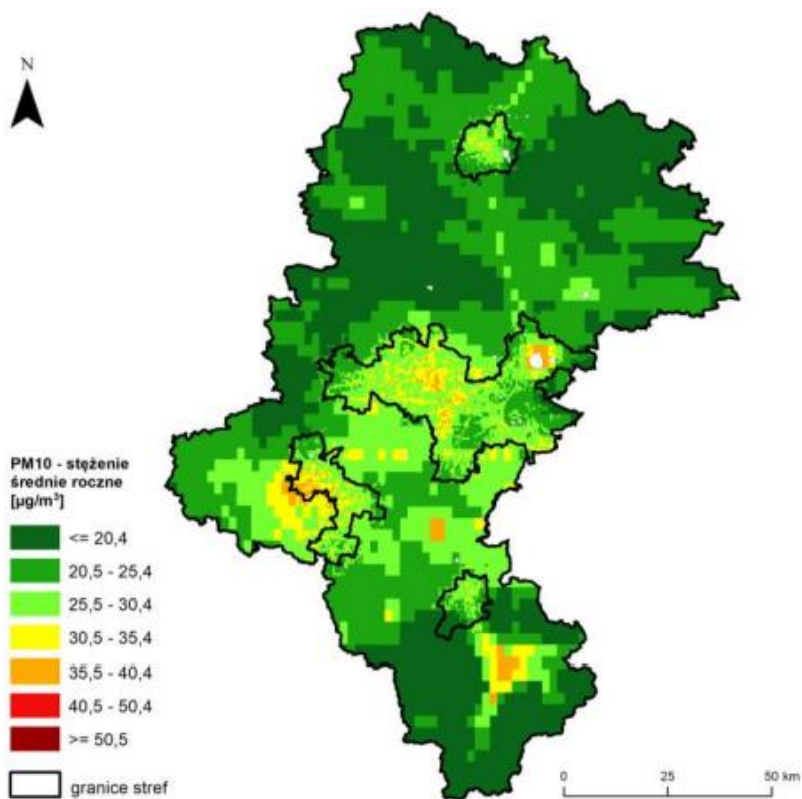 N
PM10 - stężenie
średnie roczne
[µg/m³]
<= 20,4
20,5 - 25,4
25,5 - 30,4
30,5 - 35,4
35,5 - 40,4
40,5 - 50,4
>= 50,5
granice stref
0 25 50 km